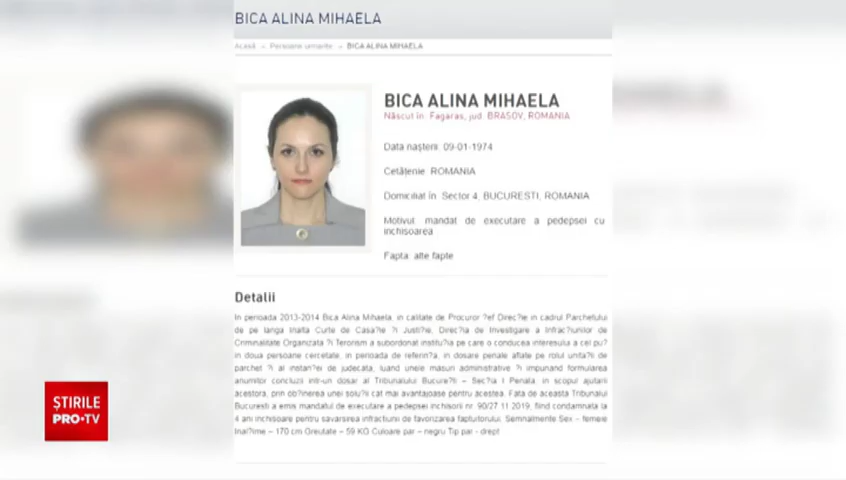 BICA ALINA MIHAELA
Acasă → Persoane urmărite → BICA ALINA MIHAELA
BICA ALINA MIHAELA
Născut în Fagaras, jud. BRASOV, ROMANIA
Data nașterii: 09-01-1974
Cetățenie: ROMANIA
Domiciliat în Sector 4, BUCURESTI, ROMANIA
Motivul: mandat de executare a pedepsei cu
închisoarea
Fapta: alte fapte
Detalii
In perioada 2013-2014 Bica Alina Mihaela, in calitate de Procuror ?ef Direc?ie in cadrul Parchetului
de pe langa Inalta Curte de Casa?ie ?i Justi?ie, Direc?ia de Investigare a Infrac?iunilor de
Criminalitate Organizata ?i Terorism a subordonat institu?ia pe care o conducea interesului a cel pu?
in doua persoane cercetate, in perioada de referin?a, in dosare penale aflate pe rolul unita?ii de
parchet ?i al instan?ei de judecata, luand unele masuri administrative ?i impunand formularea
anumitor concluzii intr-un dosar al Tribunalului Bucure?ti – Sec?ia I Penala, in scopul ajutarii
acestora, prin ob?inerea unei solu?ii cat mai avantajoase pentru acestea. Fata de aceasta Tribunalul
Bucuresti a emis mandatul de executare a pedepsei inchisorii nr. 90/27.11.2019, fiind condamnata la
4 ani inchisoare pentru savarsirea infractiunii de favorizarea faptuitorului. Semnalmente Sex - femeie
Inal?ime – 170 cm Greutate – 59 KG Culoare par – negru Tip par - drept
ȘTIRILE
PRO•TV